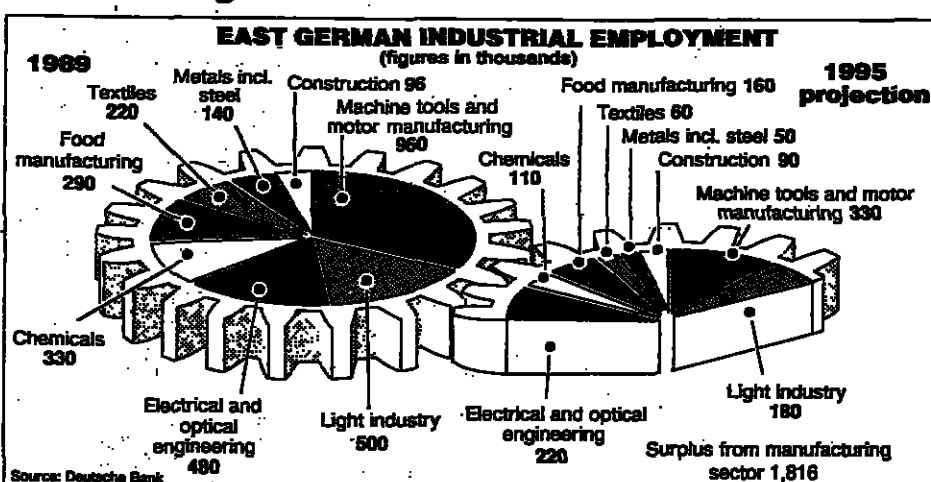 EAST GERMAN INDUSTRIAL EMPLOYMENT
(figures in thousands)
1989
Textiles
220
Metals incl.
steel
140
Construction 96
Machine tools and
motor manufacturing
960
Food
manufacturing
290
Chemicals
330
Electrical and
optical
engineering
480
Light industry
500
1995
projection
Food manufacturing 160
Textiles 60
Metals incl. steel 50
Construction 90
Chemicals
110
Machine tools and motor
manufacturing 330
Electrical and optical
engineering
220
Light industry
180
Surplus from manufacturing
sector 1,816
Source: Deutsche Bank